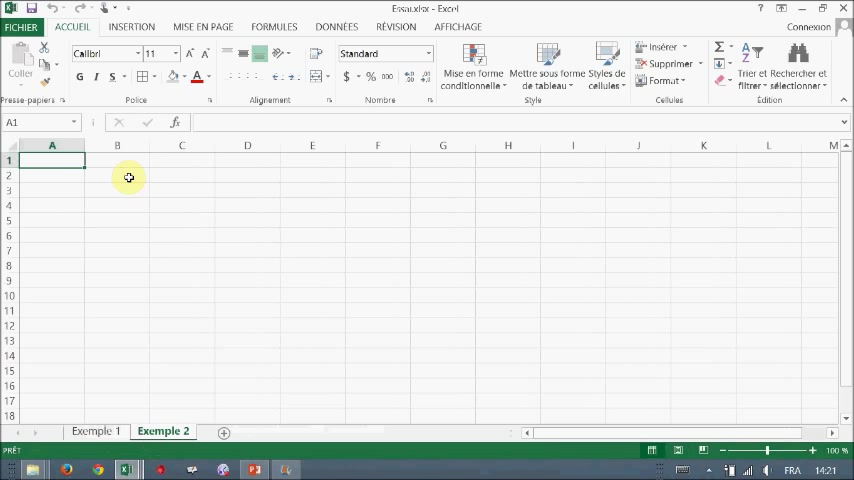 Essai.xlsx - Excel
FICHIER ACCUEIL INSERTION MISE EN PAGE FORMULES DONNÉES RÉVISION AFFICHAGE Connexion
Coller
Calibri 11
G I S
Standard
$ % 000
Mise en forme conditionnelle
Mettre sous forme de tableau
Styles de cellules
Insérer
Supprimer
Format
Trier et filtrer
Rechercher et sélectionner
Presse-papiers Police Alignement Nombre Style Cellules Édition
A1 fx
A B C D E F G H I J K L M
1
2
3
4
5
6
7
8
9
10
11
12
13
14
15
16
17
18
Exemple 1 Exemple 2
PRÊT 100 %
FRA 14:21